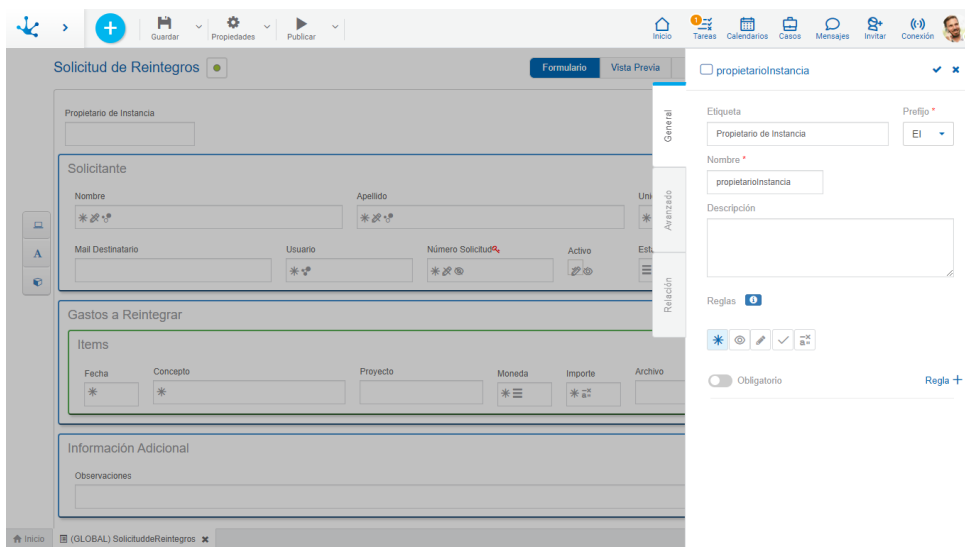 Guardar
Propiedades
Publicar
Inicio
1
Tareas
Calendarios
Casos
Mensajes
Invitar
Conexión
Solicitud de Reintegros
Formulario
Vista Previa
Propietario de Instancia
Solicitante
Nombre
Apellido
Uni
Mail Destinatario
Usuario
Número Solicitud
Activo
Esta
A
Gastos a Reintegrar
Items
Fecha
Concepto
Proyecto
Moneda
Importe
Archivo
Información Adicional
Observaciones
Inicio
(GLOBAL) SolicituddeReintegros
General
Avanzado
Relación
propietarioInstancia
Etiqueta
Prefijo *
Propietario de Instancia
El
Nombre *
propietarioInstancia
Descripción
Reglas
Obligatorio
Regla +